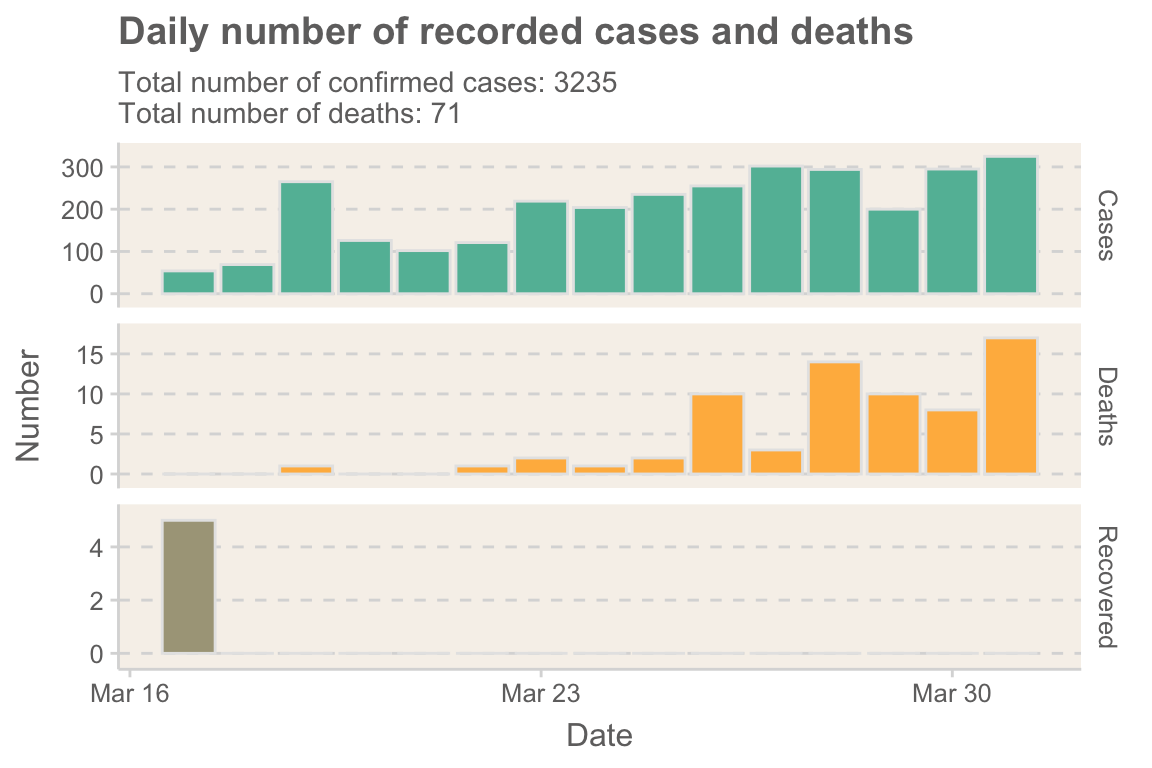 Daily number of recorded cases and deaths
Total number of confirmed cases: 3235
Total number of deaths: 71
300
200
100
0
Cases
15
10
5
0
Deaths
4
2
0
Recovered
Number
Mar 16
Mar 23
Mar 30
Date